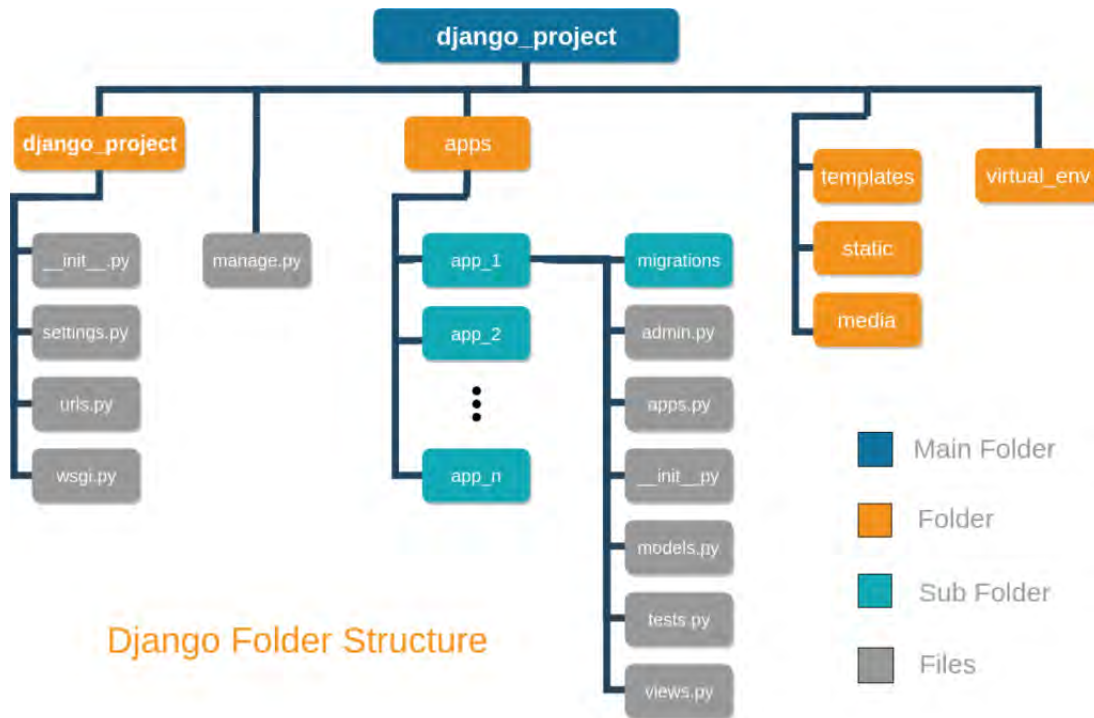 django_project
django_project
apps
templates
virtual_env
static
media
__init__.py
settings.py
urls.py
wsgi.py
manage.py
app_1
app_2
app_n
migrations
admin.py
apps.py
__init__py
models.py
tests.py
views.py
Main Folder
Folder
Sub Folder
Files
Django Folder Structure